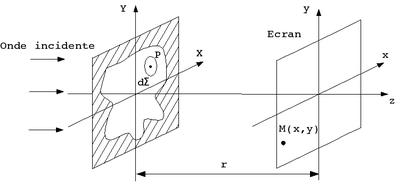 Y
y
Ecran
Onde incidente
P
X
x
dΣ
z
M(x,y)
r